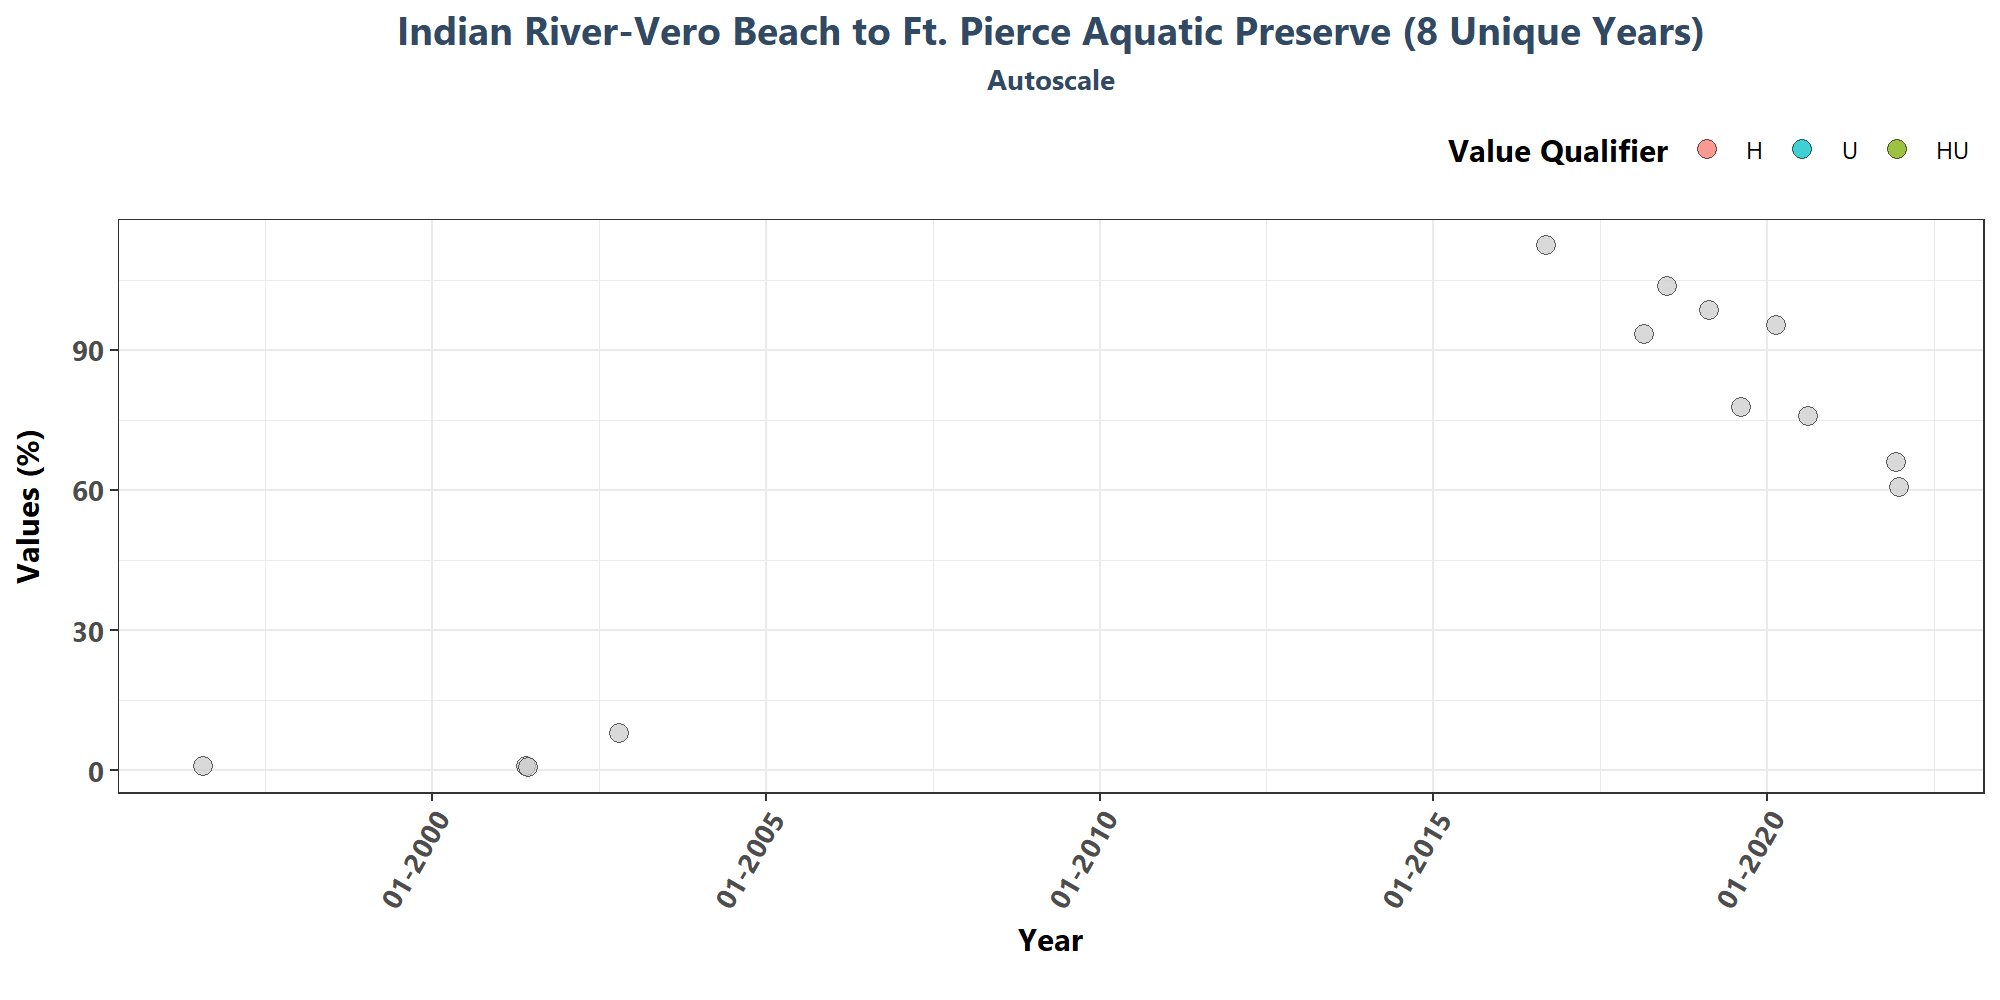 Indian River-Vero Beach to Ft. Pierce Aquatic Preserve (8 Unique Years)
Autoscale
Value Qualifier H U HU
90
60
30
0
Values (%)
01-2000 01-2005 01-2010 01-2015 01-2020
Year